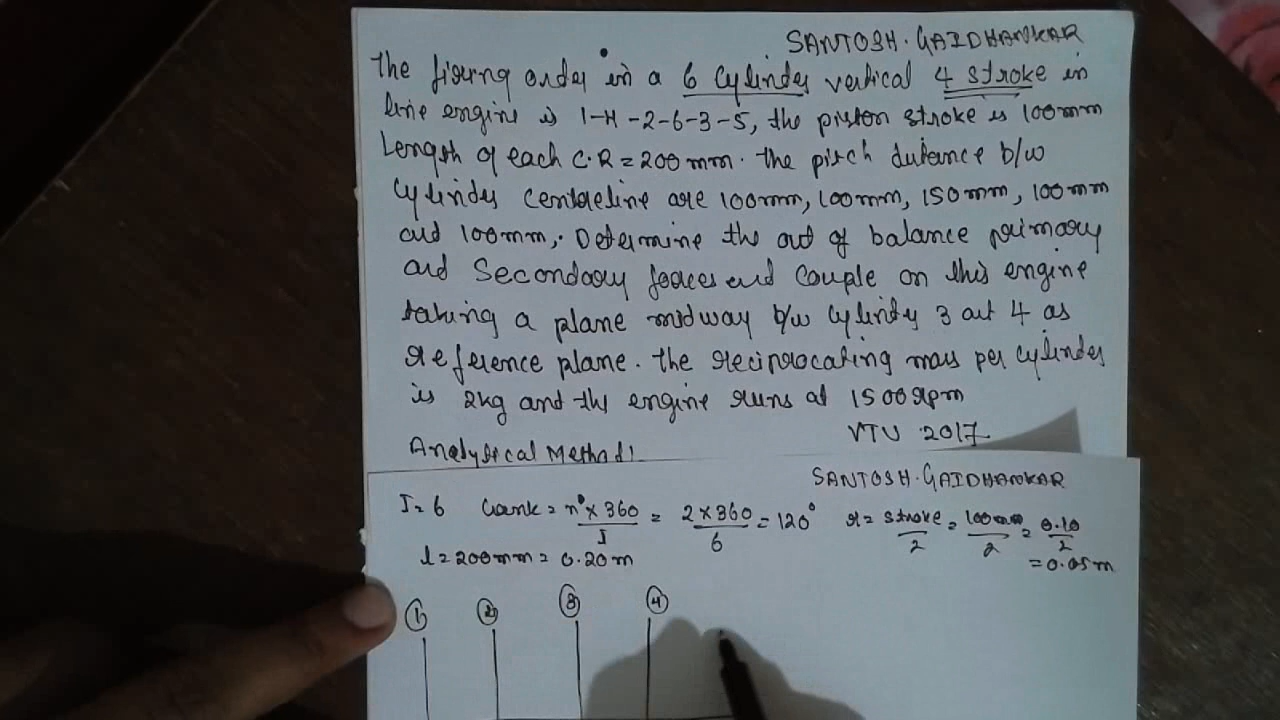 SANTOSH.GAIDHANKAR
The firing order in a 6 cylinder vertical 4 stroke in
line engine is 1-4-2-6-3-5, the piston stroke is 100mm
Length of each C.R = 200 mm. the pitch distance b/w
cylinder centreline are 100mm, 100mm, 150mm, 100mm
and 100mm,. Determine the out of balance primary
and Secondary forces and Couple on this engine
taking a plane midway b/w cylindy 3 and 4 as
reference plane. the reciprocating mass per cylinder
is 2kg and the engine runs at 1500rpm
VTU 2017
Analytical Method!
SANTOSH.GAIDHANKAR
I=6 Crank = n × 360 / I = 2 × 360 / 6 = 120° r = stroke / 2 = 100mm / 2 = 0.10 / 2
= 0.05m
l = 200mm = 0.20m
1 2 3 4